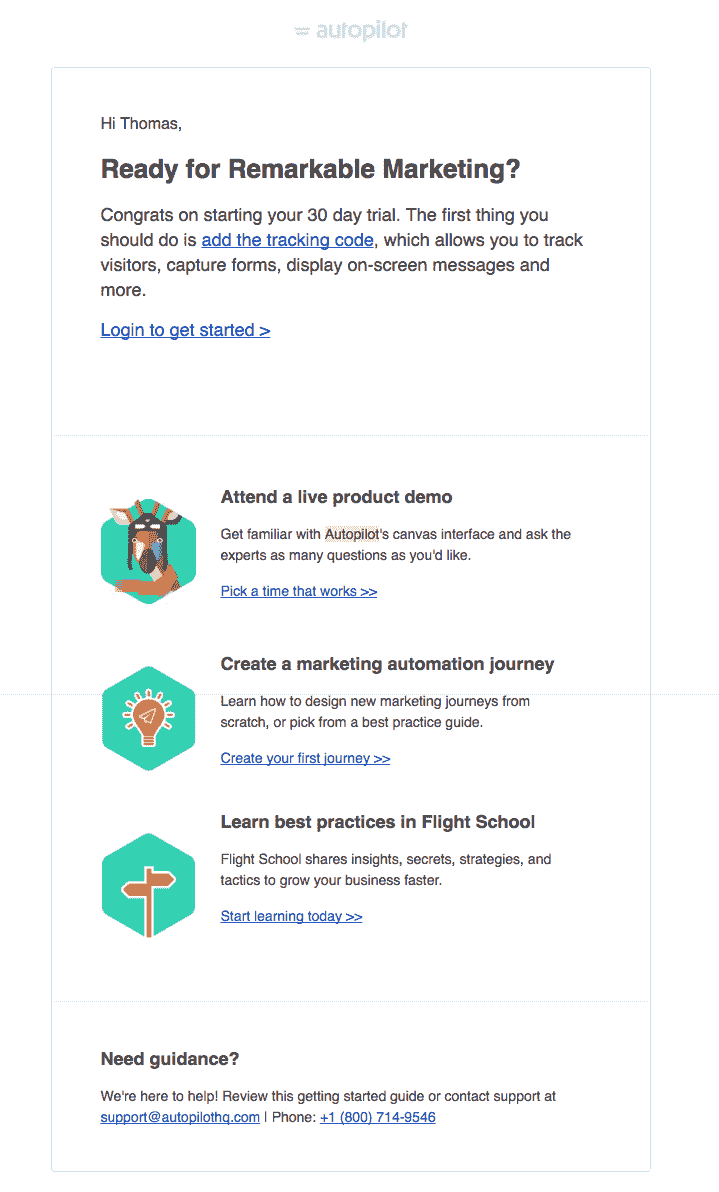 autopilot
Hi Thomas,
Ready for Remarkable Marketing?
Congrats on starting your 30 day trial. The first thing you
should do is add the tracking code, which allows you to track
visitors, capture forms, display on-screen messages and
more.
Login to get started >
Attend a live product demo
Get familiar with Autopilot's canvas interface and ask the
experts as many questions as you'd like.
Pick a time that works >>
Create a marketing automation journey
Learn how to design new marketing journeys from
scratch, or pick from a best practice guide.
Create your first journey >>
Learn best practices in Flight School
Flight School shares insights, secrets, strategies, and
tactics to grow your business faster.
Start learning today >>
Need guidance?
We're here to help! Review this getting started guide or contact support at
support@autopilothq.com | Phone: +1 (800) 714-9546